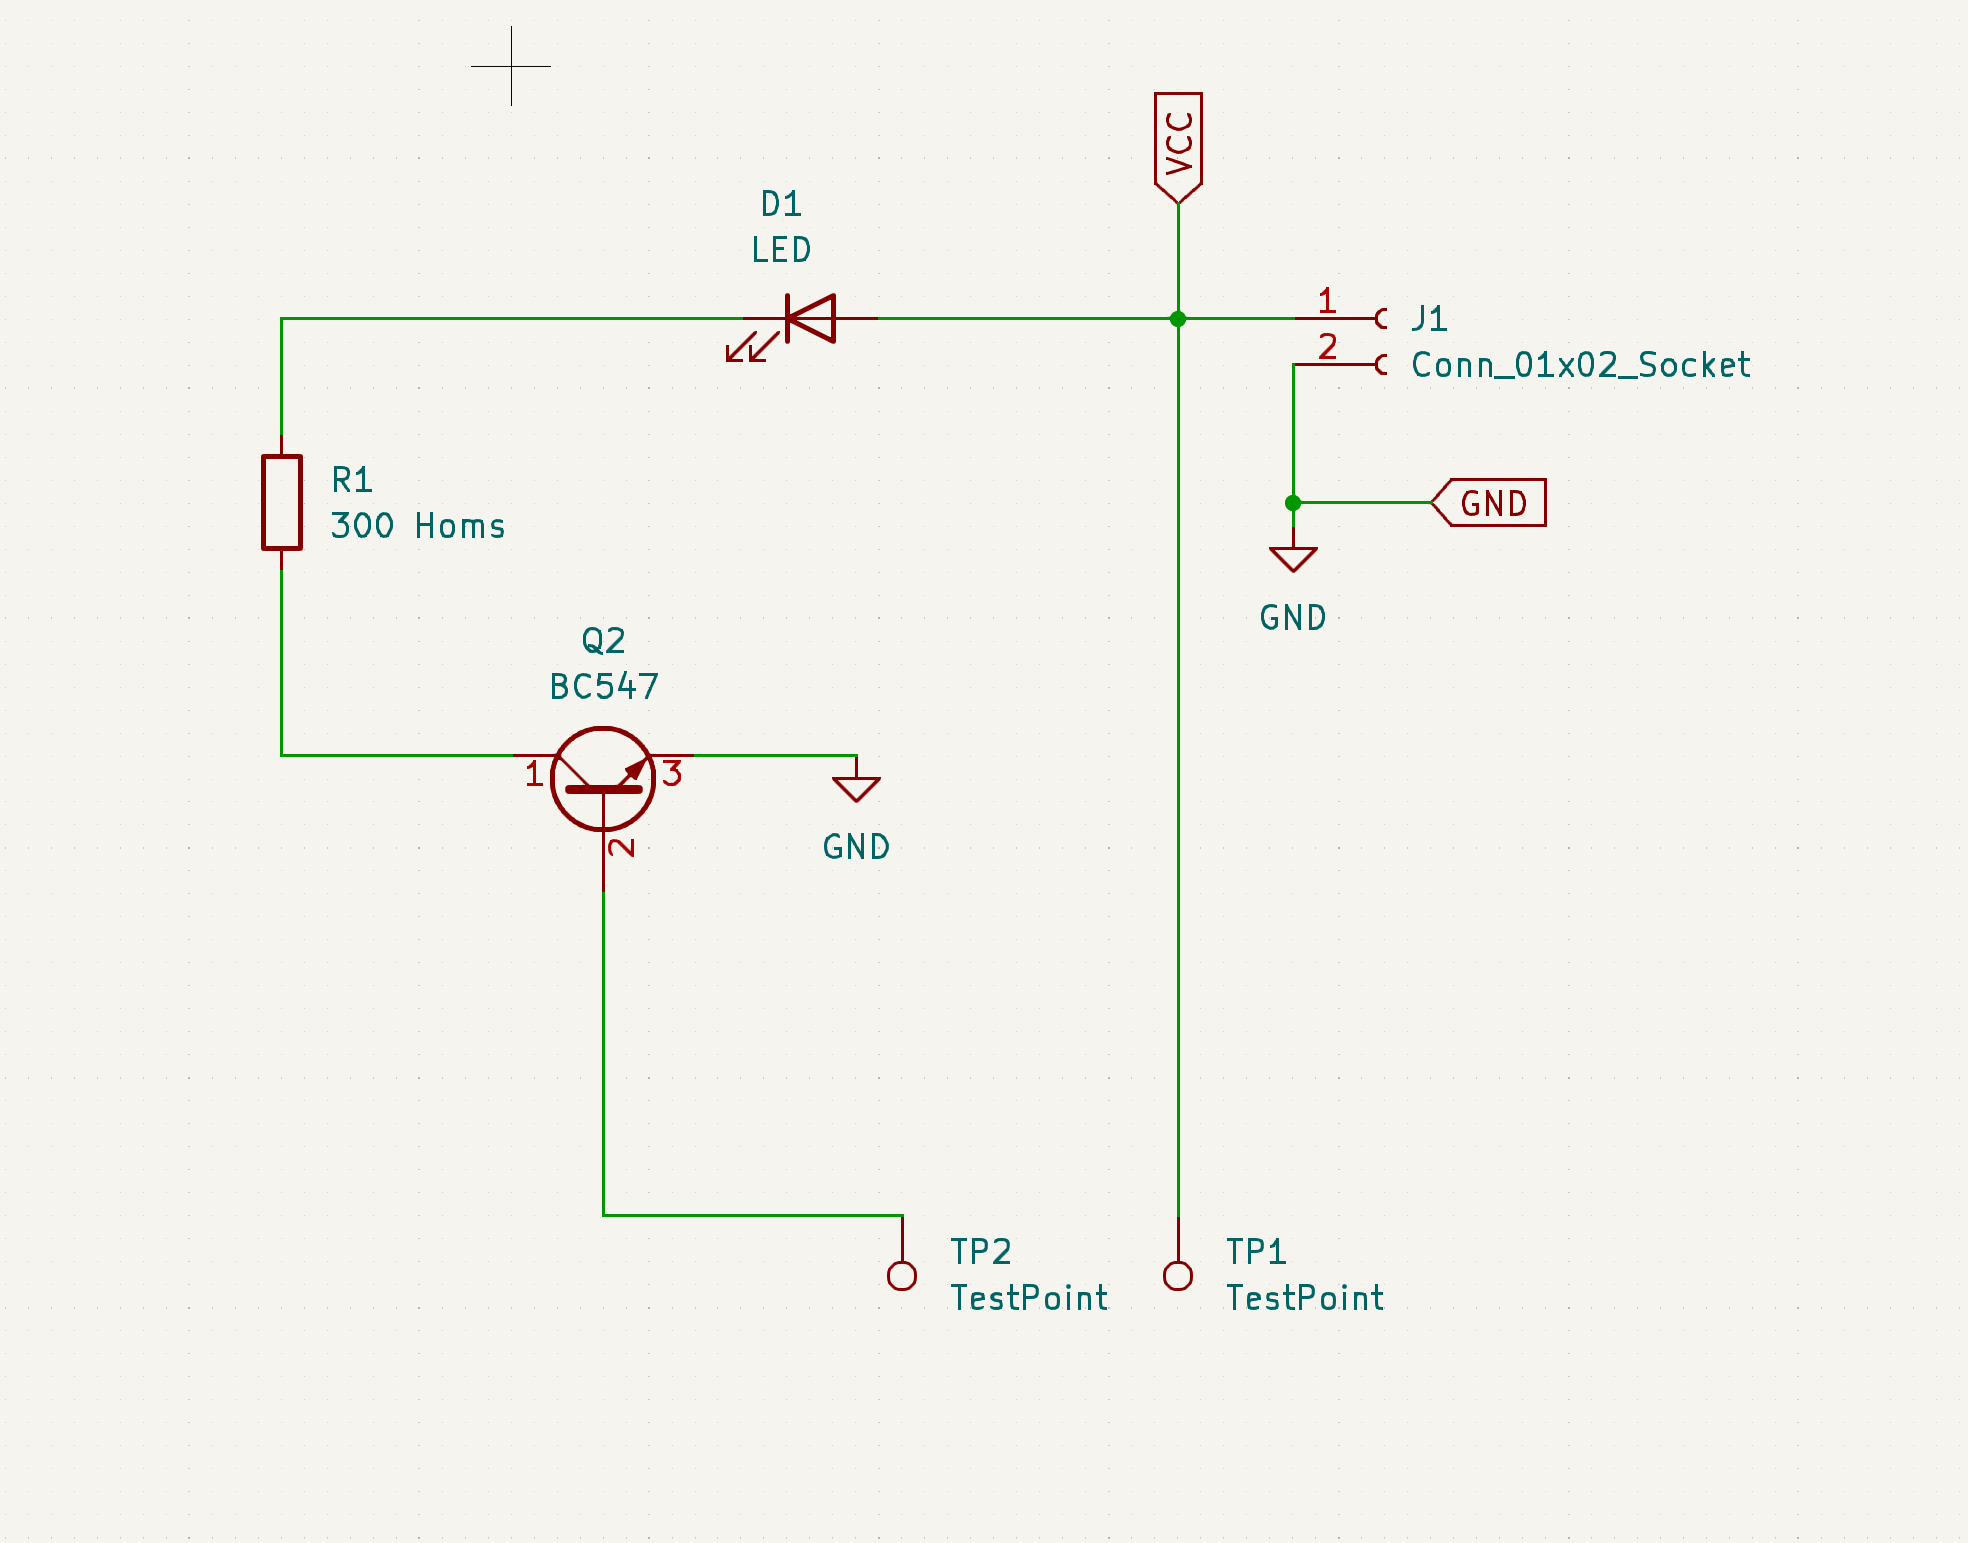 VCC
D1
LED
1
J1
2
Conn_01x02_Socket
R1
300 Homs
GND
GND
Q2
BC547
1
3
2
GND
TP2
TestPoint
TP1
TestPoint